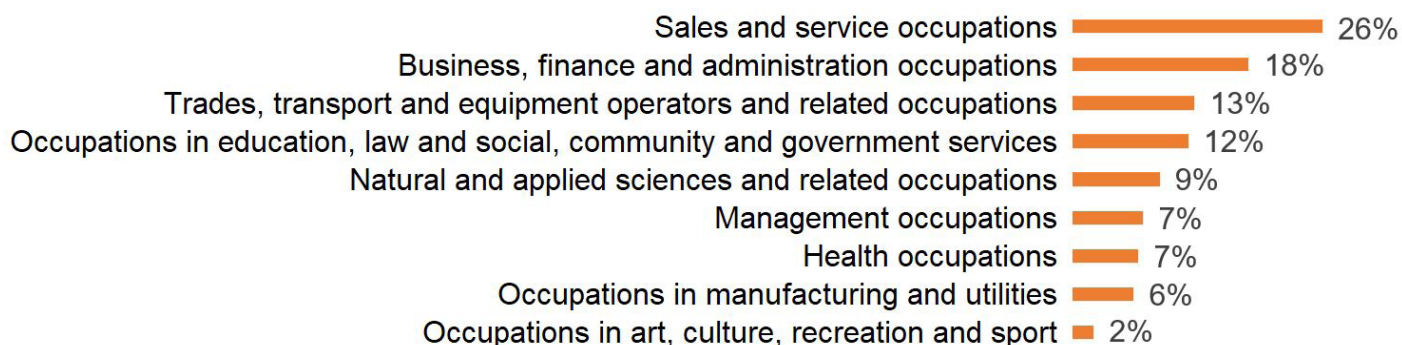 Sales and service occupations 26%
Business, finance and administration occupations 18%
Trades, transport and equipment operators and related occupations 13%
Occupations in education, law and social, community and government services 12%
Natural and applied sciences and related occupations 9%
Management occupations 7%
Health occupations 7%
Occupations in manufacturing and utilities 6%
Occupations in art, culture, recreation and sport 2%